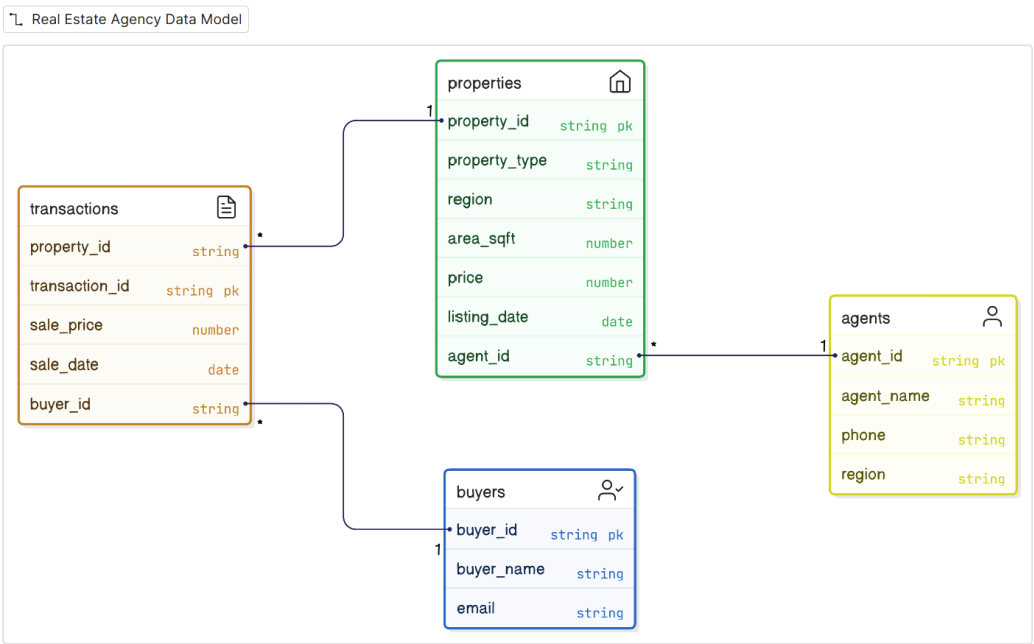 Real Estate Agency Data Model
properties
1
property_id string pk
property_type string
region string
area_sqft number
price number
listing_date date
agent_id string
*
transactions
*
property_id string
transaction_id string pk
sale_price number
sale_date date
buyer_id string
*
agents
1
agent_id string pk
agent_name string
phone string
region string
buyers
buyer_id string pk
1
buyer_name string
email string